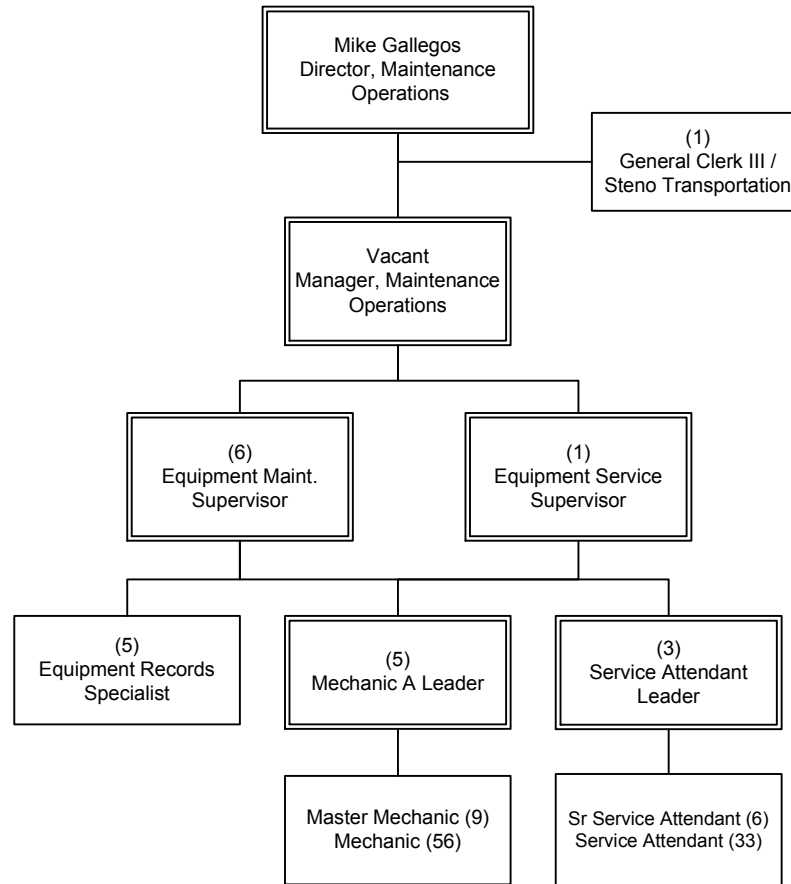 Mike Gallegos
Director, Maintenance
Operations
(1)
General Clerk III /
Steno Transportation
Vacant
Manager, Maintenance
Operations
(6)
Equipment Maint.
Supervisor
(1)
Equipment Service
Supervisor
(5)
Equipment Records
Specialist
(5)
Mechanic A Leader
(3)
Service Attendant
Leader
Master Mechanic (9)
Mechanic (56)
Sr Service Attendant (6)
Service Attendant (33)